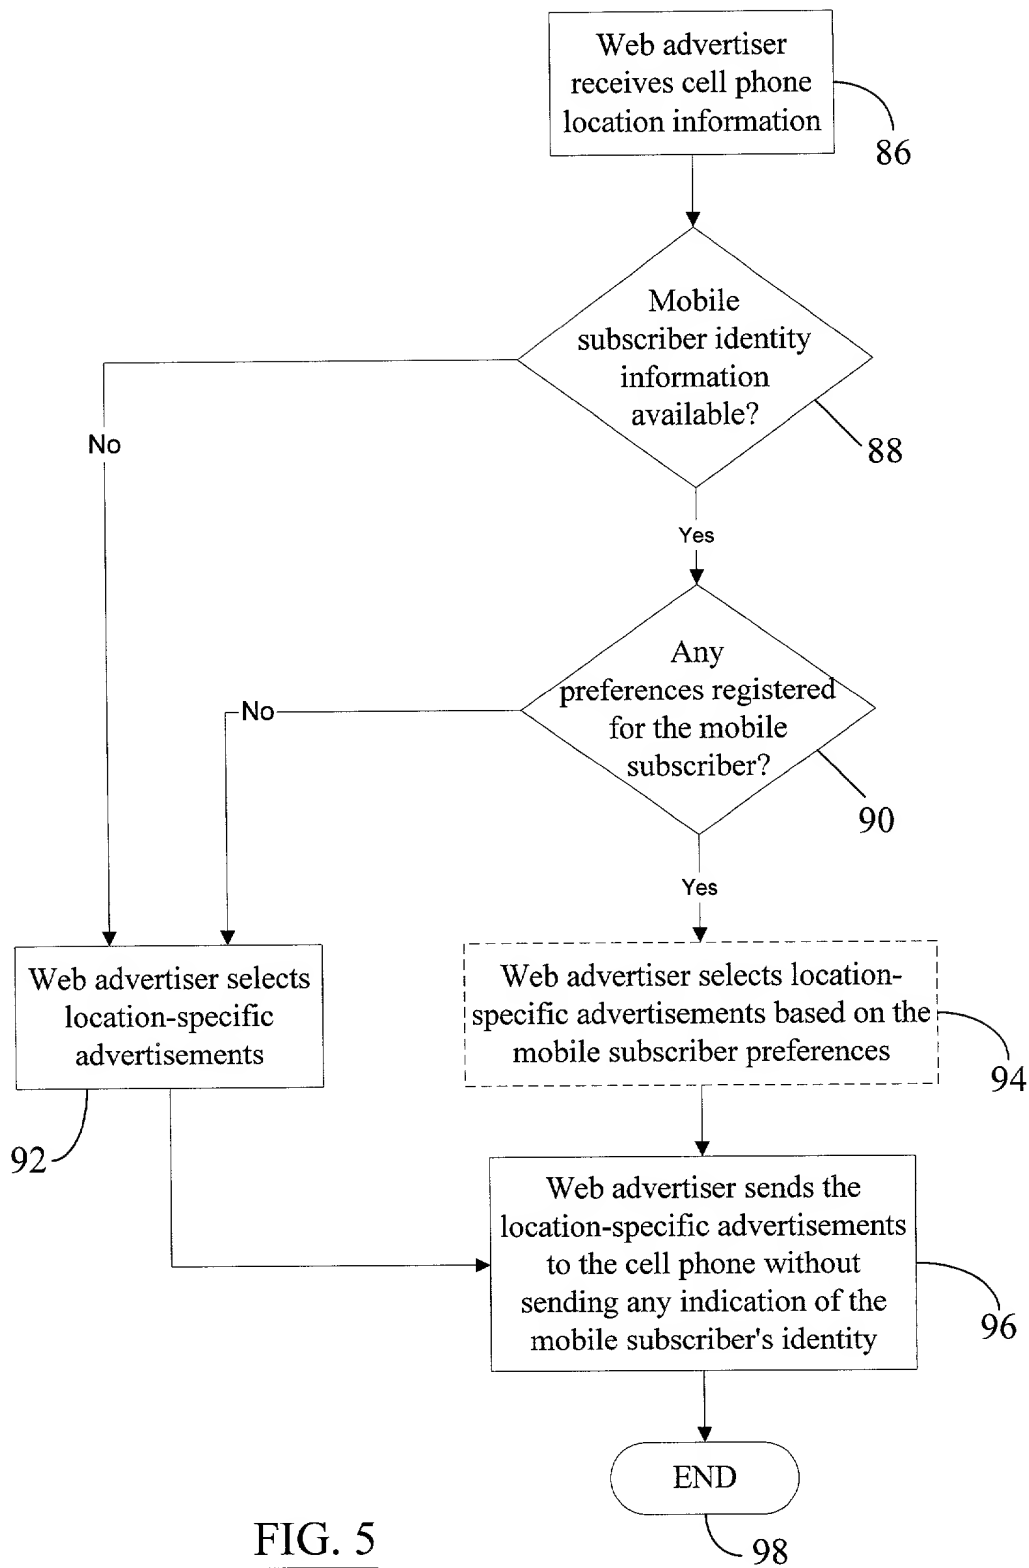 Web advertiser
receives cell phone
location information
86
Mobile
subscriber identity
information
available?
88
No
Yes
Any
preferences registered
for the mobile
subscriber?
90
No
Yes
Web advertiser selects
location-specific
advertisements
92
Web advertiser selects location-
specific advertisements based on the
mobile subscriber preferences
94
Web advertiser sends the
location-specific advertisements
to the cell phone without
sending any indication of the
mobile subscriber's identity
96
END
98
FIG. 5